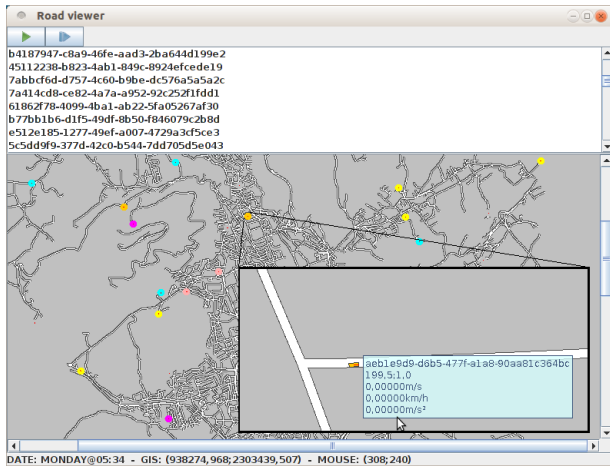 Road viewer
b4187947-c8a9-46fe-aad3-2ba644d199e2
45112238-b823-4ab1-849c-8924efcede19
7abbcf6d-d757-4c60-b9be-dc576a5a5a2c
7a414cd8-ce82-4a7a-a952-92c252f1fdd1
61862f78-4099-4ba1-ab22-5fa05267af30
b77bb1b6-d1f5-49df-8b50-f846079c2b8d
e512e185-1277-49ef-a007-4729a3cf5ce3
5c5dd9f9-377d-42c0-b544-7dd705d5e043
aeb1e9d9-d6b5-477f-a1a8-90aa81c364bc
199,5:1,0
0,00000m/s
0,00000km/h
0,00000m/s²
DATE: MONDAY@05:34 - GIS: (938274,968;2303439,507) - MOUSE: (308;240)